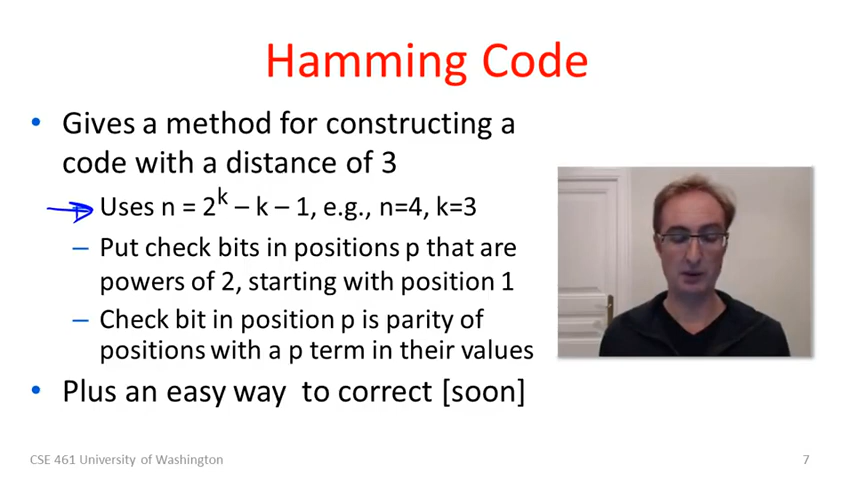 Hamming Code
• Gives a method for constructing a
code with a distance of 3
– Uses n = 2^k – k – 1, e.g., n=4, k=3
– Put check bits in positions p that are
powers of 2, starting with position 1
– Check bit in position p is parity of
positions with a p term in their values
• Plus an easy way to correct [soon]
CSE 461 University of Washington
7